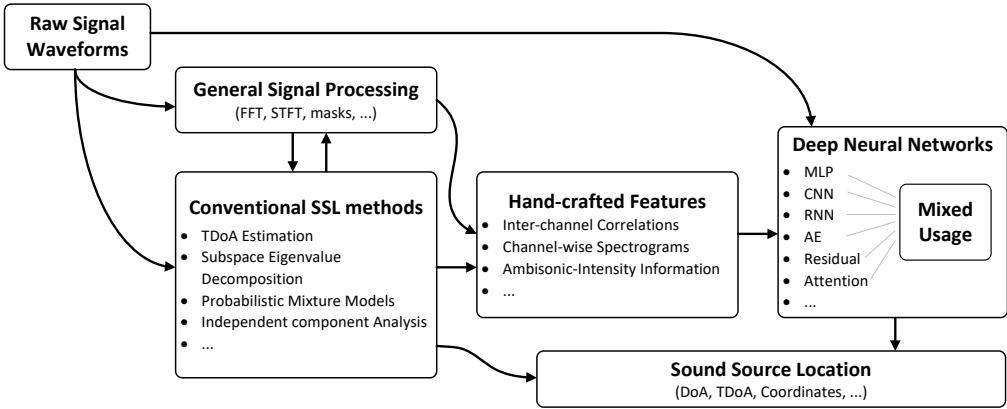 Raw Signal
Waveforms
General Signal Processing
(FFT, STFT, masks, ...)
Conventional SSL methods
• TDoA Estimation
• Subspace Eigenvalue
Decomposition
• Probabilistic Mixture Models
• Independent component Analysis
• ...
Hand-crafted Features
• Inter-channel Correlations
• Channel-wise Spectrograms
• Ambisonic-Intensity Information
• ...
Deep Neural Networks
• MLP
• CNN
• RNN
• AE
• Residual
• Attention
• ...
Mixed
Usage
Sound Source Location
(DoA, TDoA, Coordinates, ...)